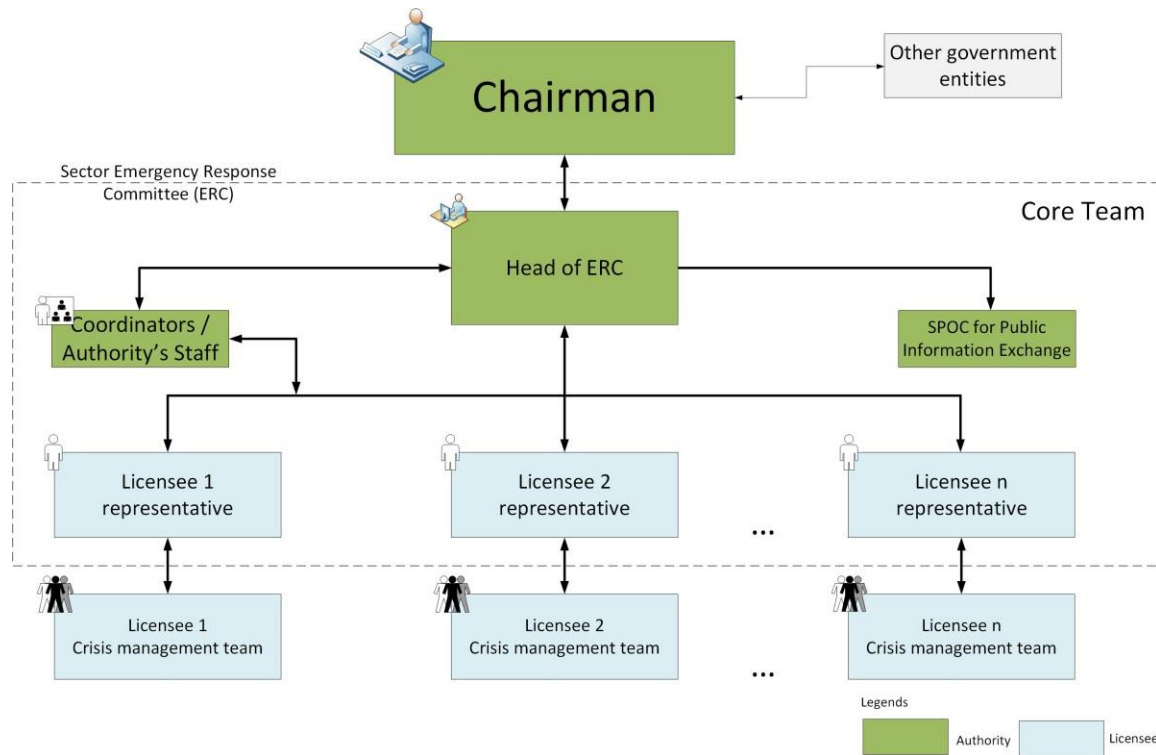 Chairman
Other government
entities
Sector Emergency Response
Committee (ERC)
Core Team
Head of ERC
Coordinators /
Authority's Staff
SPOC for Public
Information Exchange
Licensee 1
representative
Licensee 2
representative
...
Licensee n
representative
Licensee 1
Crisis management team
Licensee 2
Crisis management team
...
Licensee n
Crisis management team
Legends
Authority
Licensee